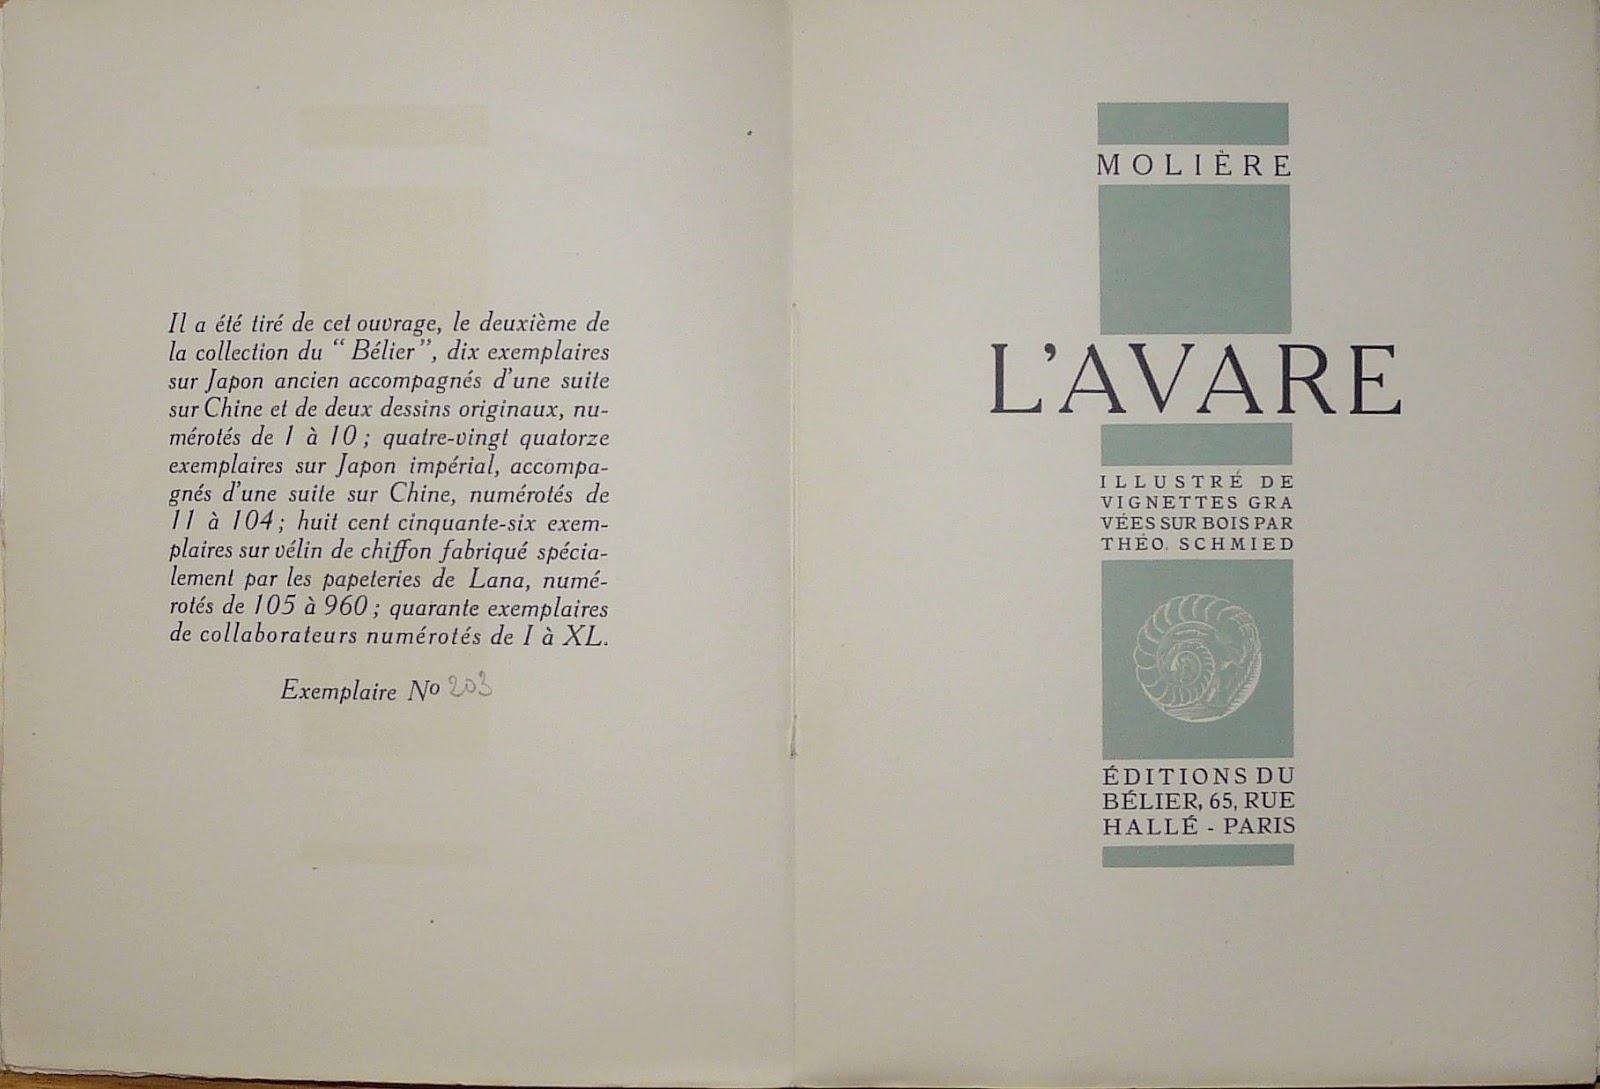 Il a été tiré de cet ouvrage, le deuxième de
la collection du “ Bélier ”, dix exemplaires
sur Japon ancien accompagnés d'une suite
sur Chine et de deux dessins originaux, nu-
mérotés de 1 à 10 ; quatre-vingt quatorze
exemplaires sur Japon impérial, accompa-
gnés d'une suite sur Chine, numérotés de
11 à 104 ; huit cent cinquante-six exem-
plaires sur vélin de chiffon fabriqué spécia-
lement par les papeteries de Lana, numé-
rotés de 105 à 960 ; quarante exemplaires
de collaborateurs numérotés de I à XL.
Exemplaire No 203
MOLIÈRE
L'AVARE
ILLUSTRÉ DE
VIGNETTES GRA
VÉES SUR BOIS PAR
THÉO. SCHMIED
ÉDITIONS DU
BÉLIER, 65, RUE
HALLÉ - PARIS